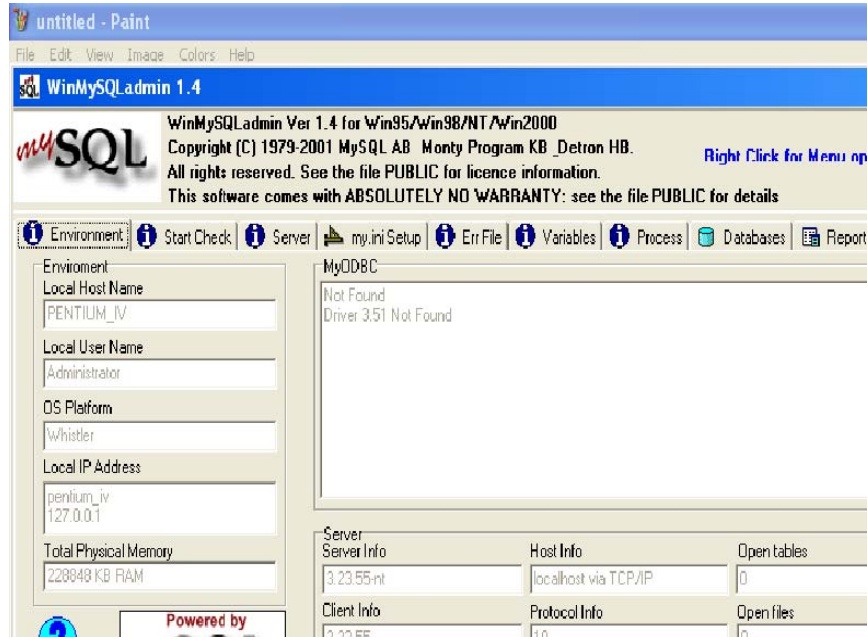 untitled - Paint
File Edit View Image Colors Help
WinMySQLadmin 1.4
mySQL
WinMySQLadmin Ver 1.4 for Win95/Win98/NT/Win2000
Copyright (C) 1979-2001 MySQL AB Monty Program KB _Detron HB.
All rights reserved. See the file PUBLIC for licence information.
This software comes with ABSOLUTELY NO WARRANTY: see the file PUBLIC for details
Right Click for Menu op
Environment Start Check Server my.ini Setup Err File Variables Process Databases Report
Enviroment
Local Host Name
PENTIUM_IV
Local User Name
Administrator
OS Platform
Whistler
Local IP Address
pentium_iv
127.0.0.1
Total Physical Memory
228848 KB RAM
Powered by
MyODBC
Not Found
Driver 3.51 Not Found
Server
Server Info
3.23.55-nt
Host Info
localhost via TCP/IP
Open tables
0
Client Info
3.23.55
Protocol Info
10
Open files
0